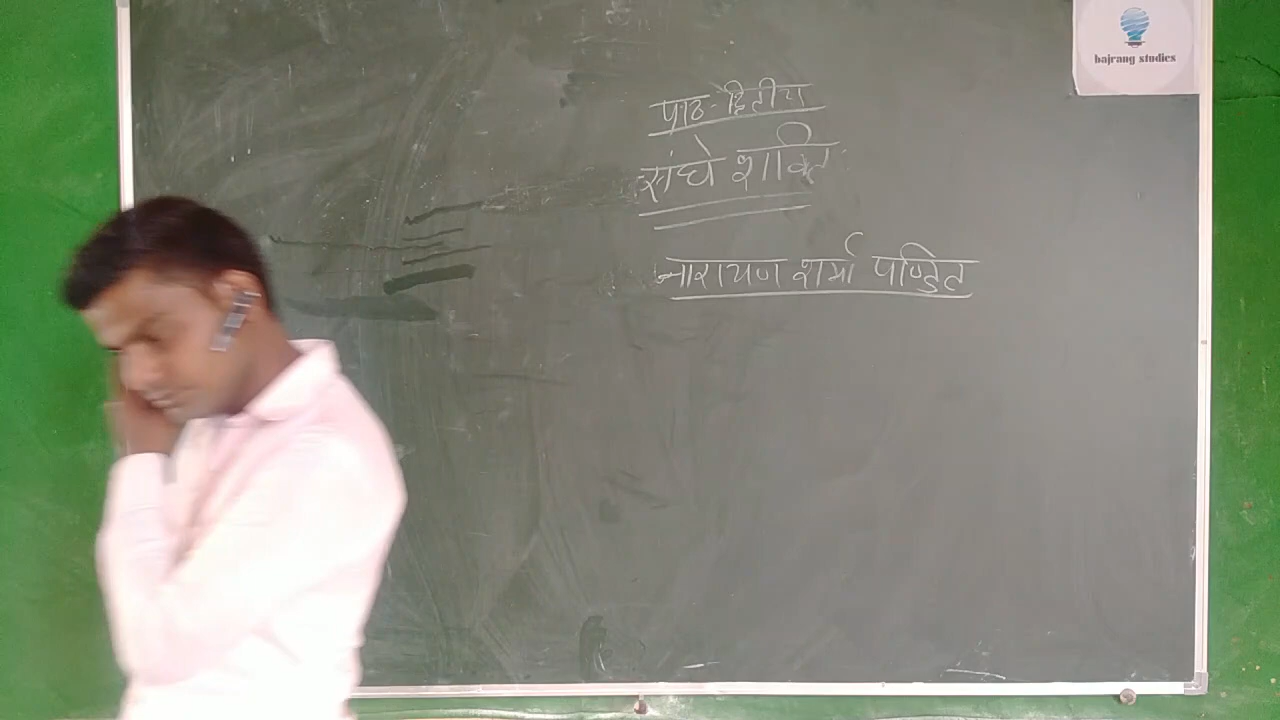 पाठ-द्वितीय
संघे शक्ति
नारायण शर्मा पण्डित
bajrang studies